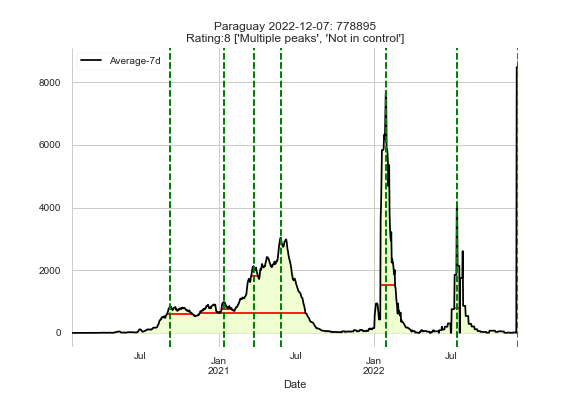 Paraguay 2022-12-07: 778895
Rating:8 ['Multiple peaks', 'Not in control']
Average-7d
8000
6000
4000
2000
0
Jul
Jan
2021
Jul
Jan
2022
Jul
Date